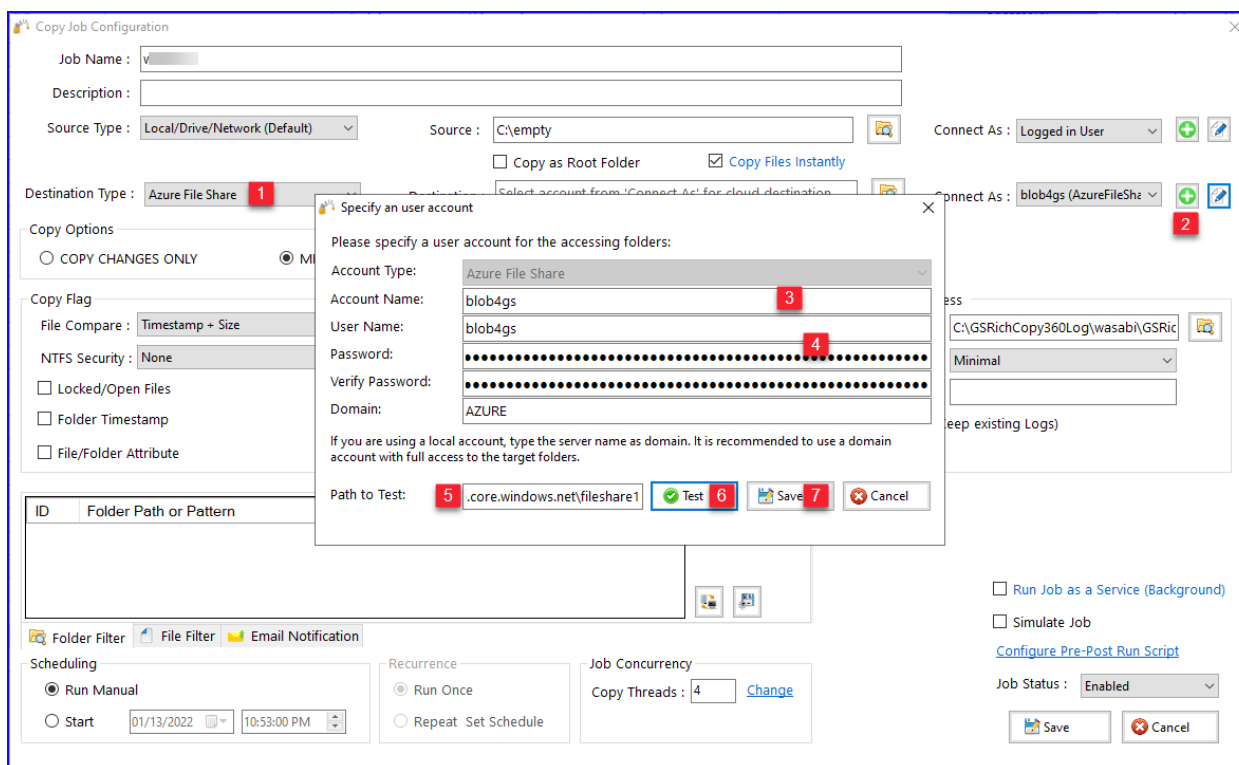 Copy Job Configuration
Job Name :
Description :
Source Type : Local/Drive/Network (Default) Source : C:\empty Connect As : Logged in User
Copy as Root Folder Copy Files Instantly
Destination Type : Azure File Share 1 Select account from 'Connect As' for cloud destination Connect As : blob4gs (AzureFileSha
2
Specify an user account
Please specify a user account for the accessing folders:
Account Type: Azure File Share
Account Name: blob4gs 3
User Name: blob4gs
Password: 4
Verify Password:
Domain: AZURE
If you are using a local account, type the server name as domain. It is recommended to use a domain
account with full access to the target folders.
Path to Test: 5 .core.windows.net\fileshare1 Test 6 Save 7 Cancel
Copy Options
COPY CHANGES ONLY
Copy Flag
File Compare : Timestamp + Size
NTFS Security : None
Locked/Open Files
Folder Timestamp
File/Folder Attribute
C:\GSRichCopy360Log\wasabi\GSRic
Minimal
Keep existing Logs)
ID Folder Path or Pattern
Folder Filter File Filter Email Notification
Run Job as a Service (Background)
Simulate Job
Configure Pre-Post Run Script
Job Status : Enabled
Save Cancel
Scheduling
Run Manual
Start 01/13/2022 10:53:00 PM
Recurrence
Run Once
Repeat Set Schedule
Job Concurrency
Copy Threads : 4 Change